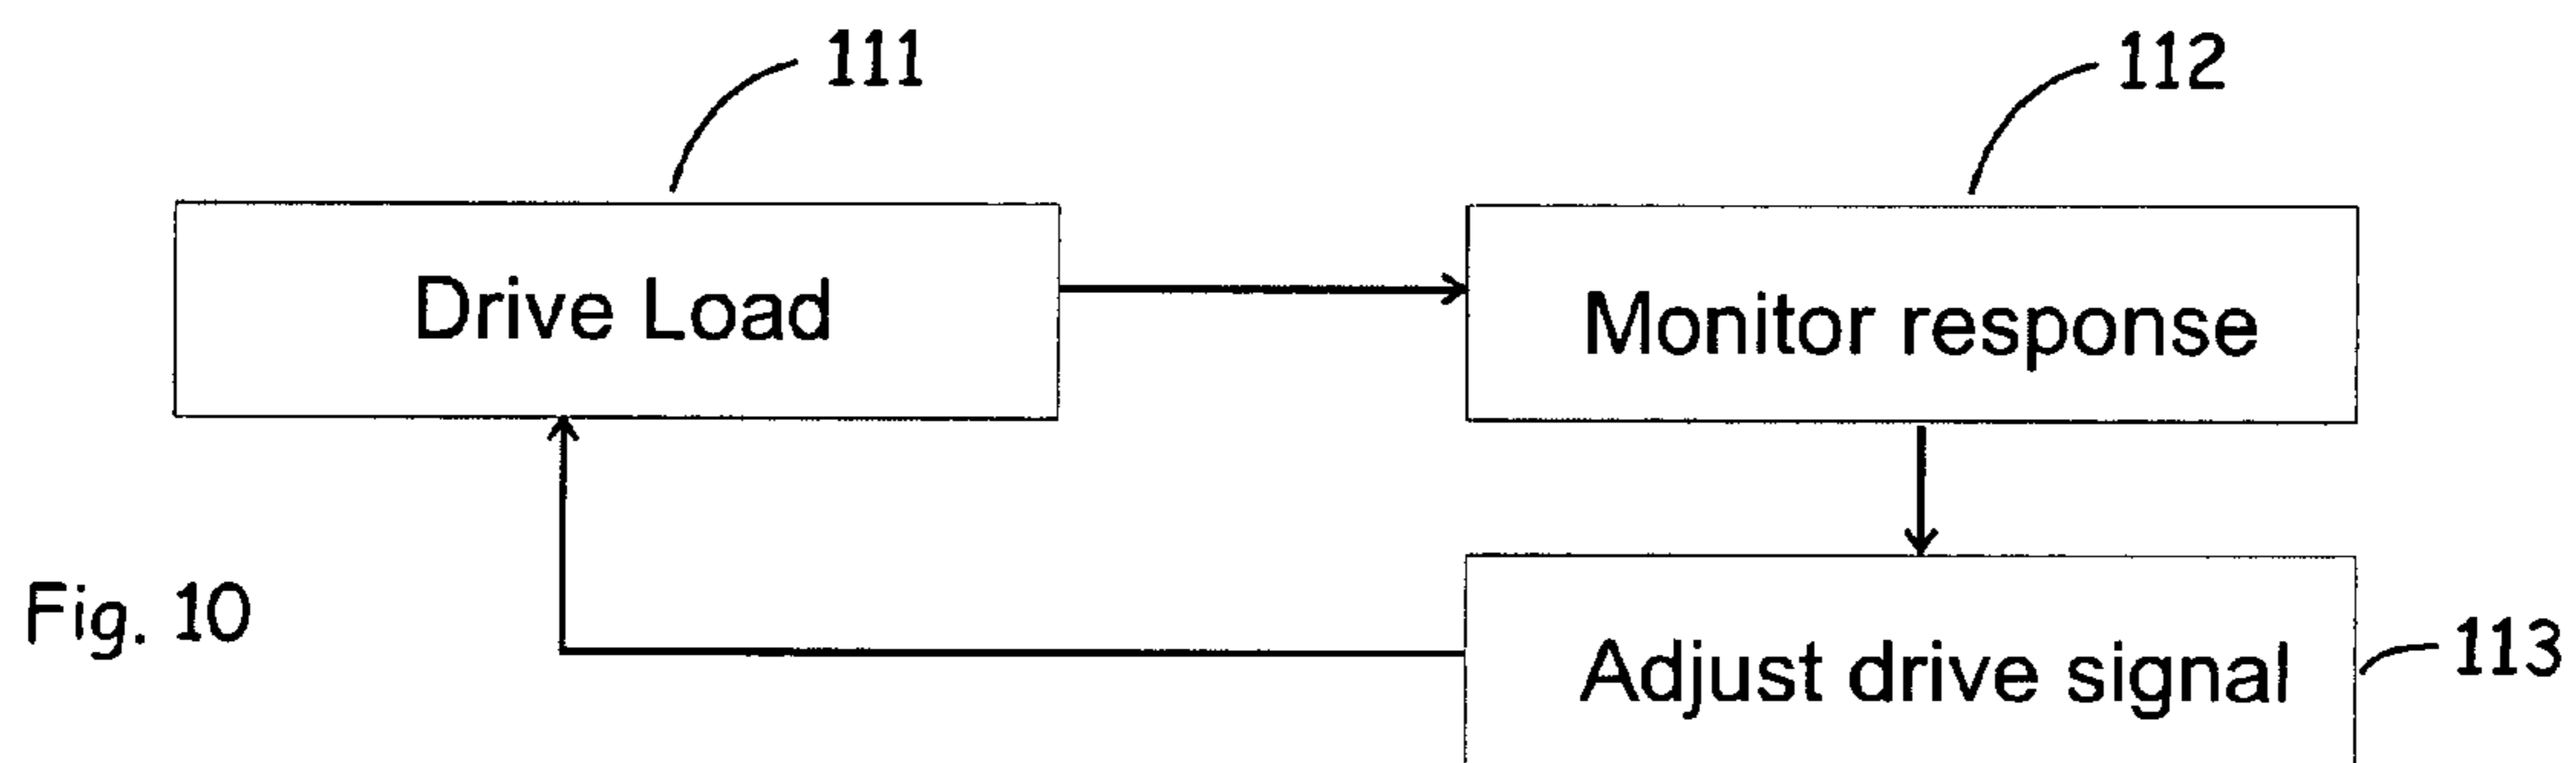 111
112
Drive Load
Monitor response
Fig. 10
Adjust drive signal
113